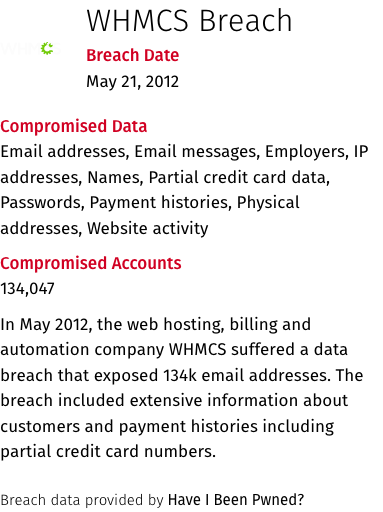 WHMCS Breach
Breach Date
May 21, 2012
Compromised Data
Email addresses, Email messages, Employers, IP
addresses, Names, Partial credit card data,
Passwords, Payment histories, Physical
addresses, Website activity
Compromised Accounts
134,047
In May 2012, the web hosting, billing and
automation company WHMCS suffered a data
breach that exposed 134k email addresses. The
breach included extensive information about
customers and payment histories including
partial credit card numbers.
Breach data provided by Have I Been Pwned?